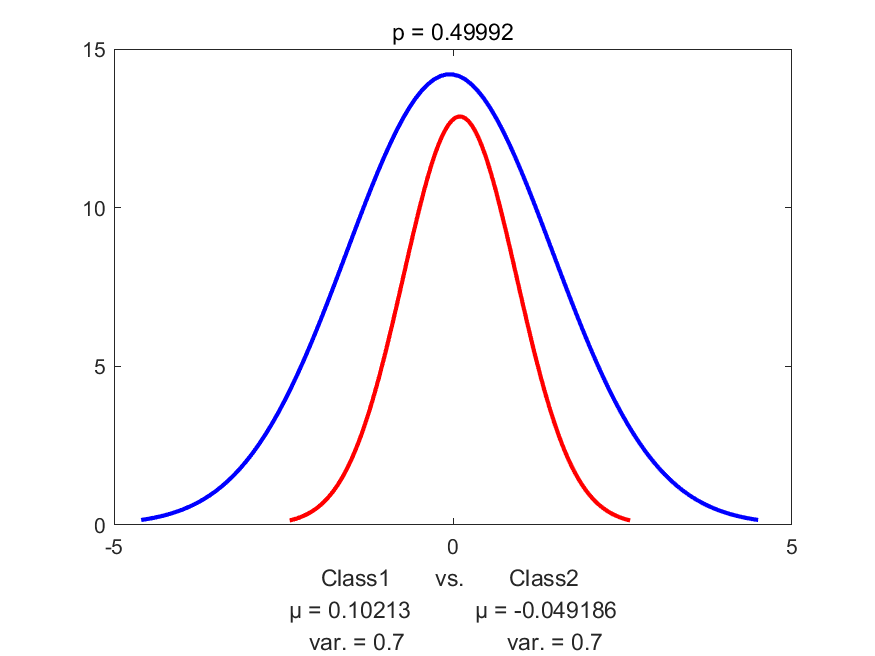 p = 0.49992
15
10
5
0
-5 0 5
Class1 vs. Class2
μ = 0.10213 μ = -0.049186
var. = 0.7 var. = 0.7